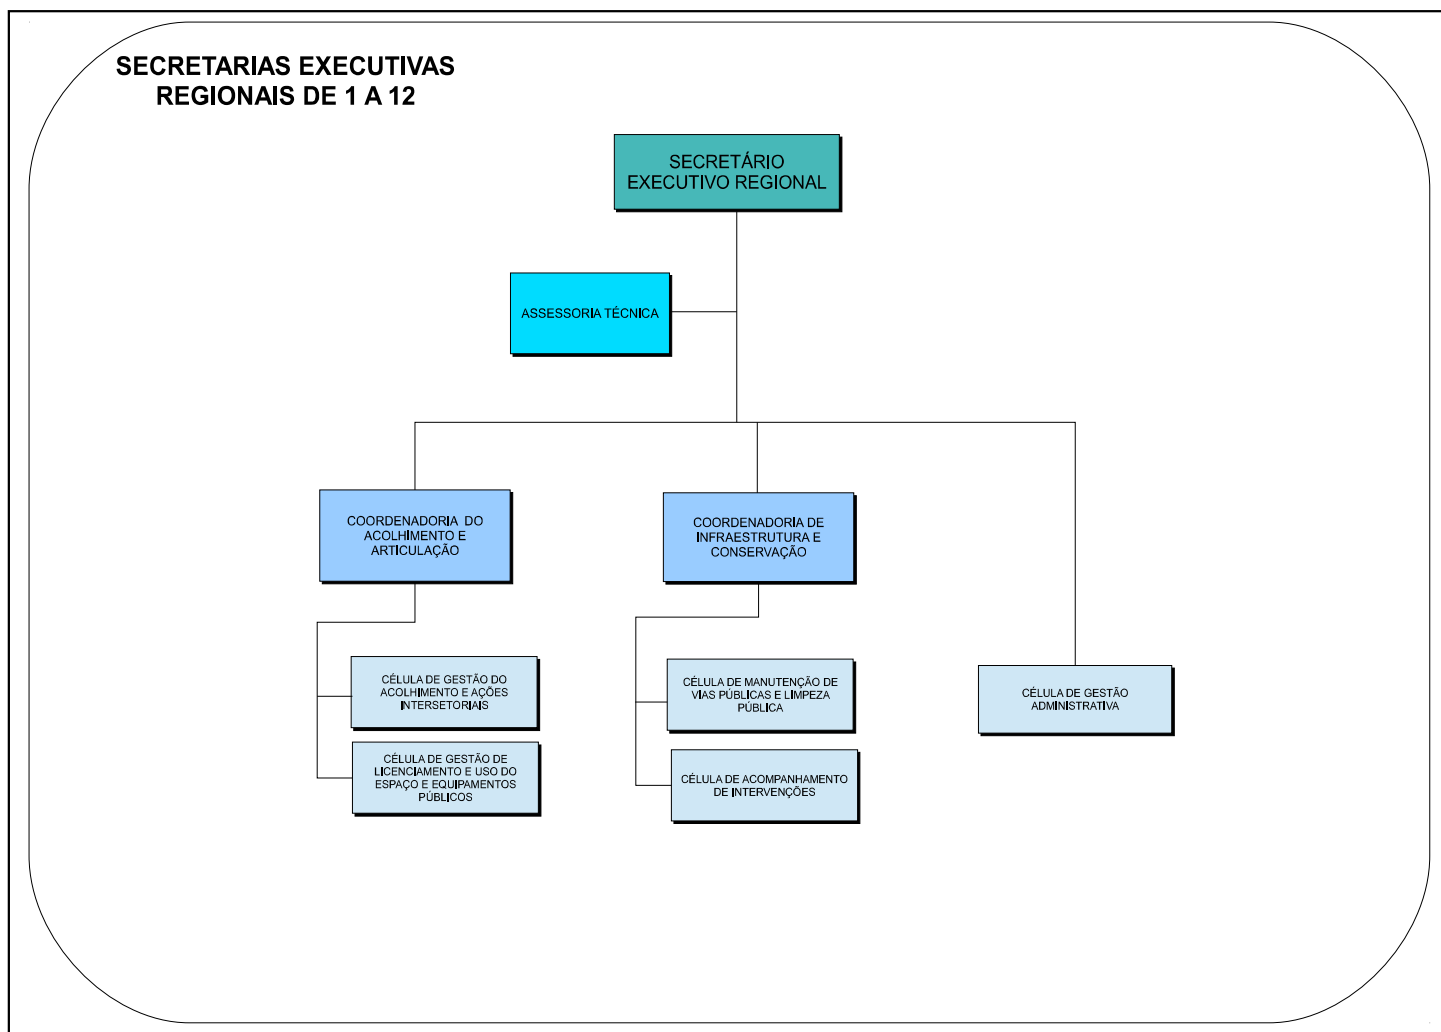 SECRETARIAS EXECUTIVAS
REGIONAIS DE 1 A 12
SECRETÁRIO
EXECUTIVO REGIONAL
ASSESSORIA TÉCNICA
COORDENADORIA DO
ACOLHIMENTO E
ARTICULAÇÃO
COORDENADORIA DE
INFRAESTRUTURA E
CONSERVAÇÃO
CÉLULA DE GESTÃO DO
ACOLHIMENTO E AÇÕES
INTERSETORIAIS
CÉLULA DE MANUTENÇÃO DE
VIAS PÚBLICAS E LIMPEZA
PÚBLICA
CÉLULA DE GESTÃO
ADMINISTRATIVA
CÉLULA DE GESTÃO DE
LICENCIAMENTO E USO DO
ESPAÇO E EQUIPAMENTOS
PÚBLICOS
CÉLULA DE ACOMPANHAMENTO
DE INTERVENÇÕES